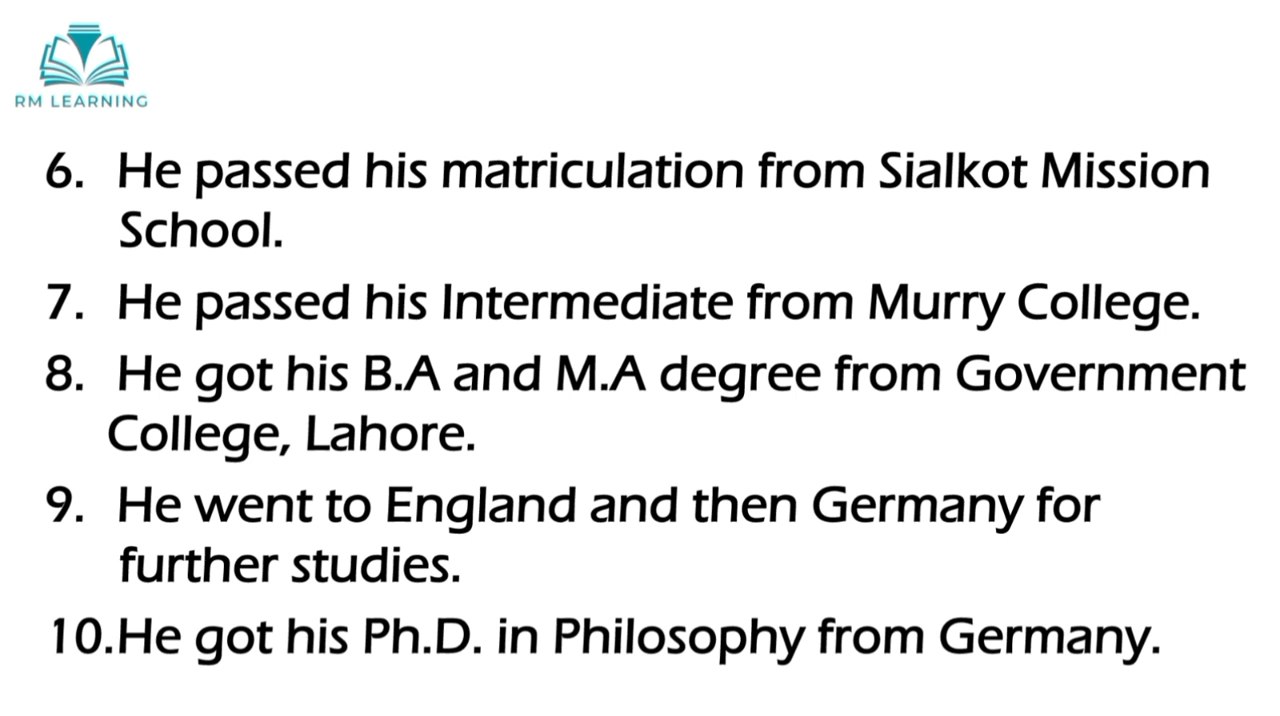 RM LEARNING
6. He passed his matriculation from Sialkot Mission
School.
7. He passed his Intermediate from Murry College.
8. He got his B.A and M.A degree from Government
College, Lahore.
9. He went to England and then Germany for
further studies.
10.He got his Ph.D. in Philosophy from Germany.